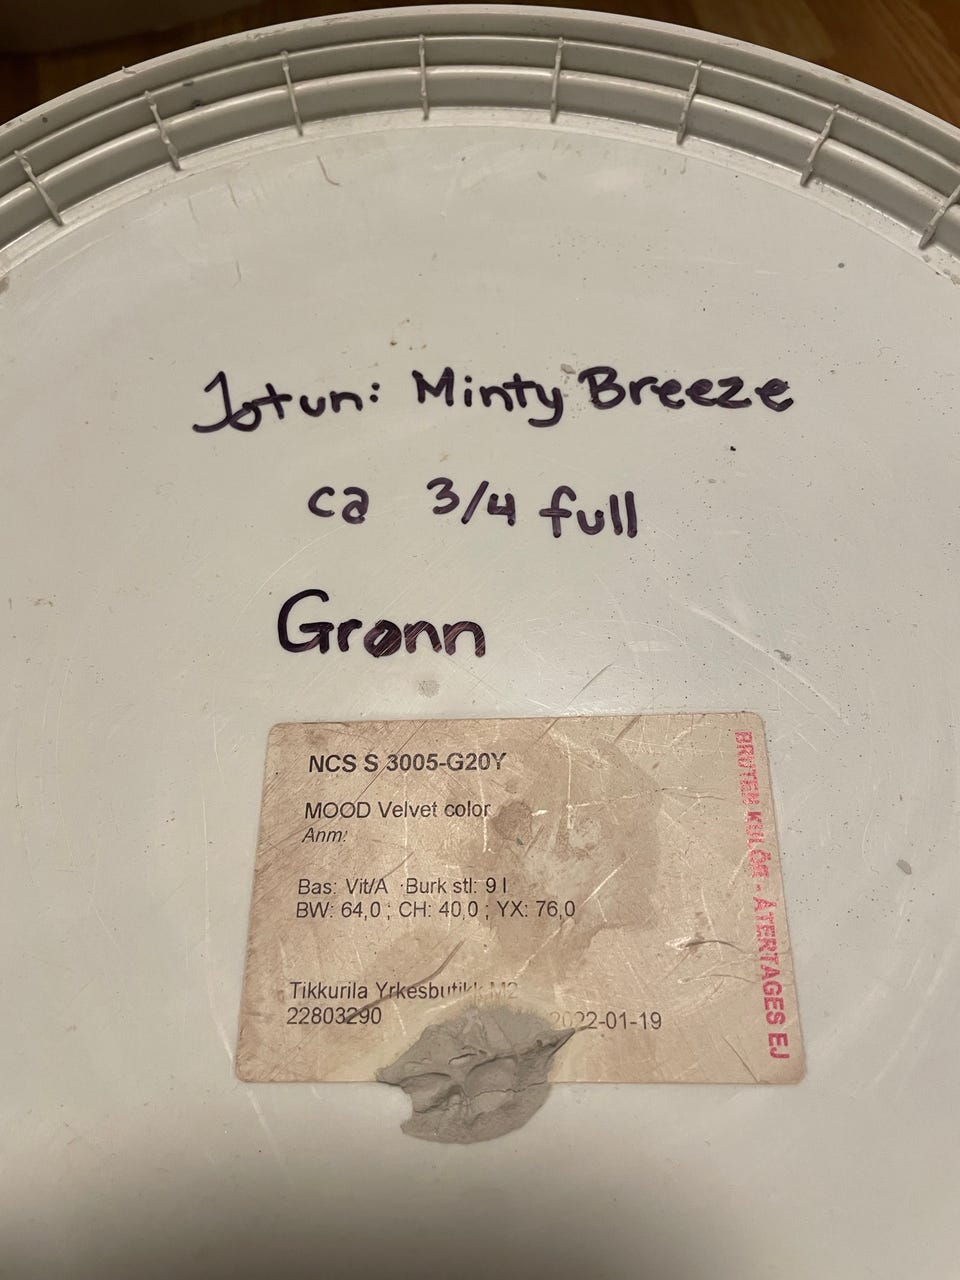 Jotun: Minty Breeze
ca 3/4 full
Grønn
NCS S 3005-G20Y
MOOD Velvet color
Anm:
Bas: Vit/A Burk stl: 9 l
BW: 64,0 ; CH: 40,0 ; YX: 76,0
Tikkurila Yrkesbutikk M2
22803290 2022-01-19
BRUTEN KULÖR - ÅTERTAGES EJ